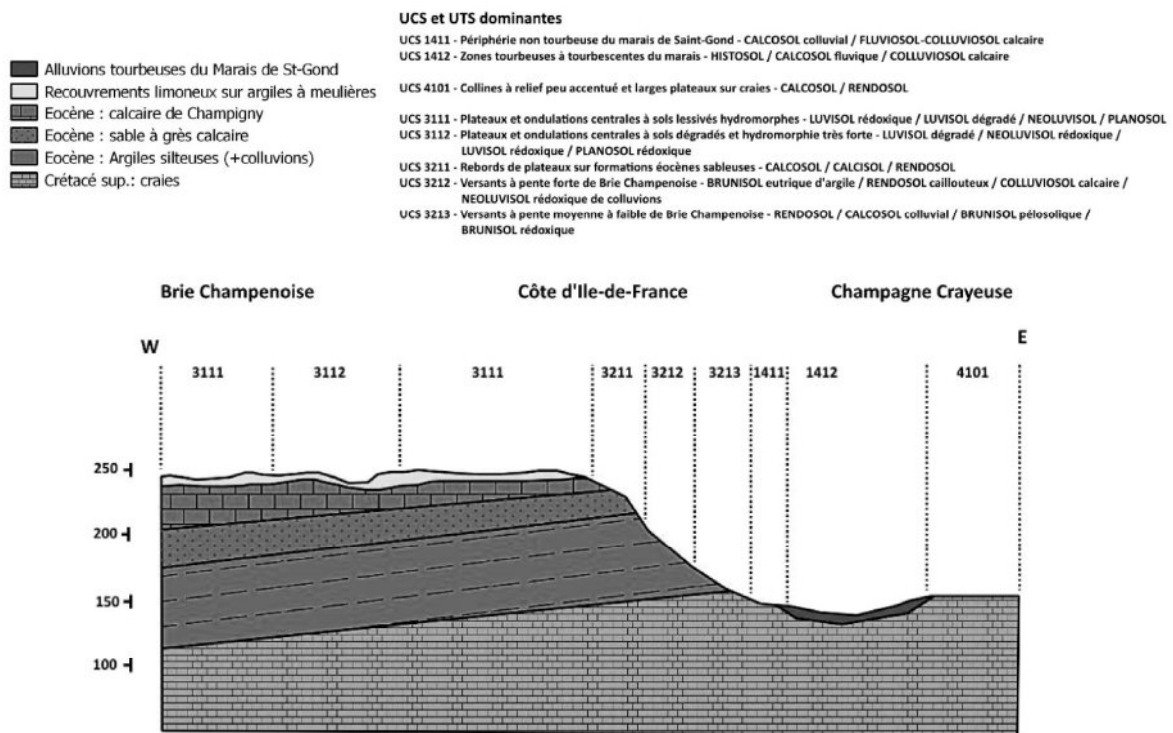 UCS et UTS dominantes
UCS 1411 - Périphérie non tourbeuse du marais de Saint-Gond - CALCOSOL colluvial / FLUVIOSOL-COLLUVIOSOL calcaire
UCS 1412 - Zones tourbeuses à tourbescentes du marais - HISTOSOL / CALCOSOL fluvique / COLLUVIOSOL calcaire
UCS 4101 - Collines à relief peu accentué et larges plateaux sur craies - CALCOSOL / RENDOSOL
UCS 3111 - Plateaux et ondulations centrales à sols lessivés hydromorphes - LUVISOL rédoxique / LUVISOL dégradé / NEOLUVISOL / PLANOSOL
UCS 3112 - Plateaux et ondulations centrales à sols dégradés et hydromorphie très forte - LUVISOL dégradé / NEOLUVISOL rédoxique /
LUVISOL rédoxique / PLANOSOL rédoxique
UCS 3211 - Rebords de plateaux sur formations éocènes sableuses - CALCOSOL / CALCISOL / RENDOSOL
UCS 3212 - Versants à pente forte de Brie Champenoise - BRUNISOL eutrique d'argile / RENDOSOL caillouteux / COLLUVIOSOL calcaire /
NEOLUVISOL rédoxique de colluvions
UCS 3213 - Versants à pente moyenne à faible de Brie Champenoise - RENDOSOL / CALCOSOL colluvial / BRUNISOL pélosolique /
BRUNISOL rédoxique
Alluvions tourbeuses du Marais de St-Gond
Recouvrements limoneux sur argiles à meulières
Eocène : calcaire de Champigny
Eocène : sable à grès calcaire
Eocène : Argiles silteuses (+colluvions)
Crétacé sup.: craies
Brie Champenoise
Côte d'Ile-de-France
Champagne Crayeuse
W
E
3111
3112
3111
3211
3212
3213
1411
1412
4101
250
200
150
100